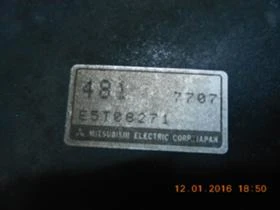 481 7707
E5T08271
MITSUBISHI ELECTRIC CORP.JAPAN
12.01.2016 18:50